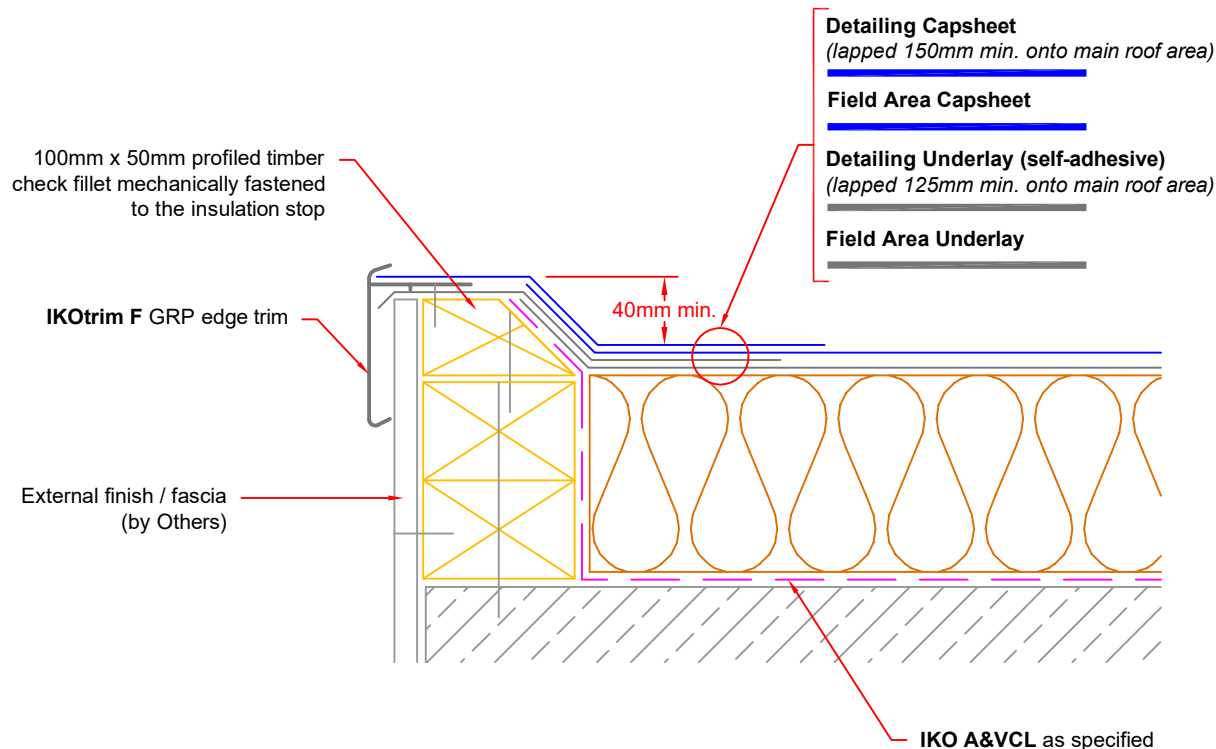 Detailing Capsheet
(lapped 150mm min. onto main roof area)
Field Area Capsheet
Detailing Underlay (self-adhesive)
(lapped 125mm min. onto main roof area)
Field Area Underlay
100mm x 50mm profiled timber
check fillet mechanically fastened
to the insulation stop
40mm min.
IKOtrim F GRP edge trim
External finish / fascia
(by Others)
IKO A&VCL as specified